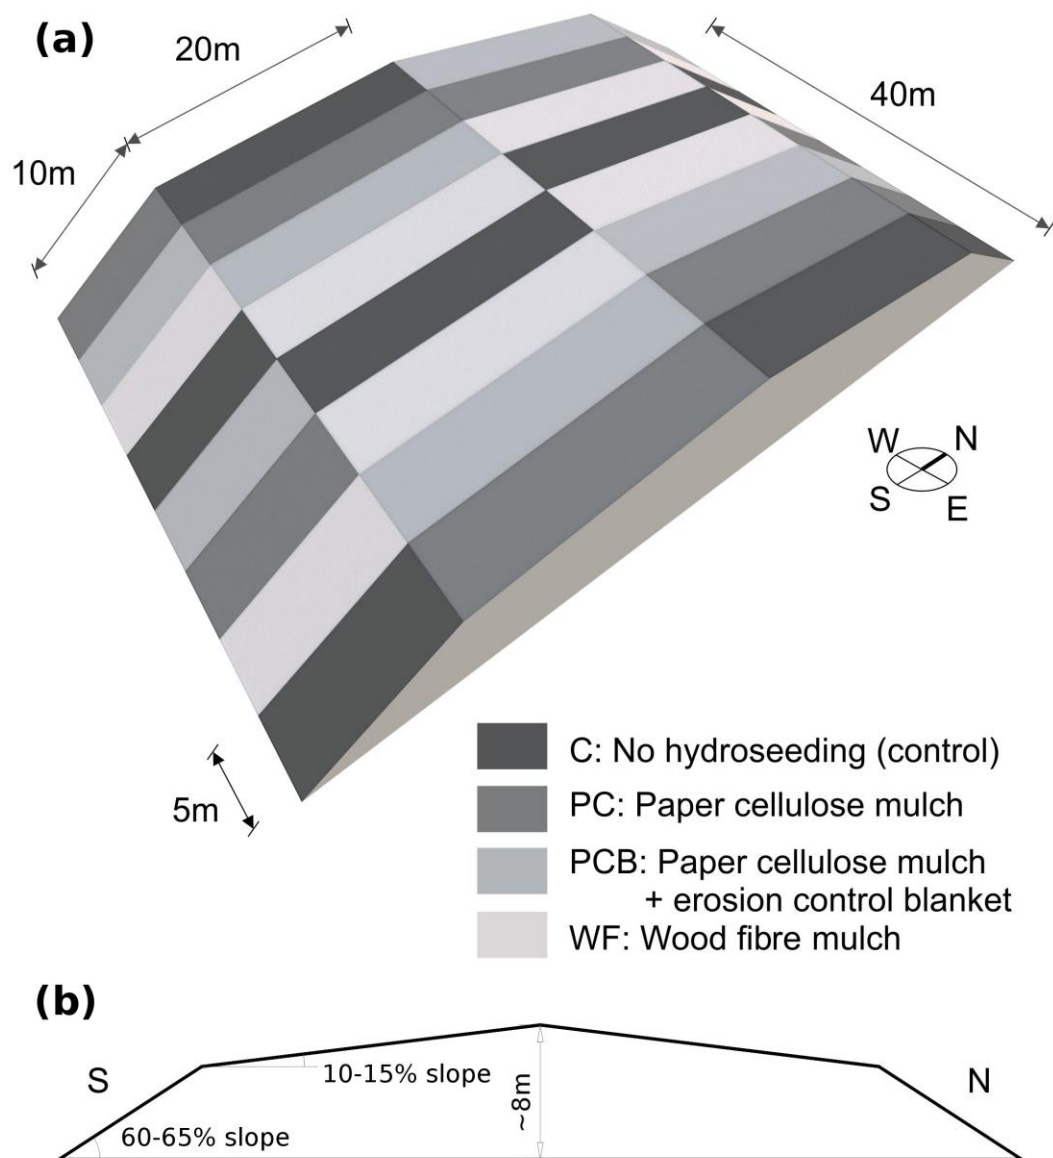 (a)
20m
40m
10m
W N
S E
5m
C: No hydroseeding (control)
PC: Paper cellulose mulch
PCB: Paper cellulose mulch
+ erosion control blanket
WF: Wood fibre mulch
(b)
S
10-15% slope
~8m
N
60-65% slope